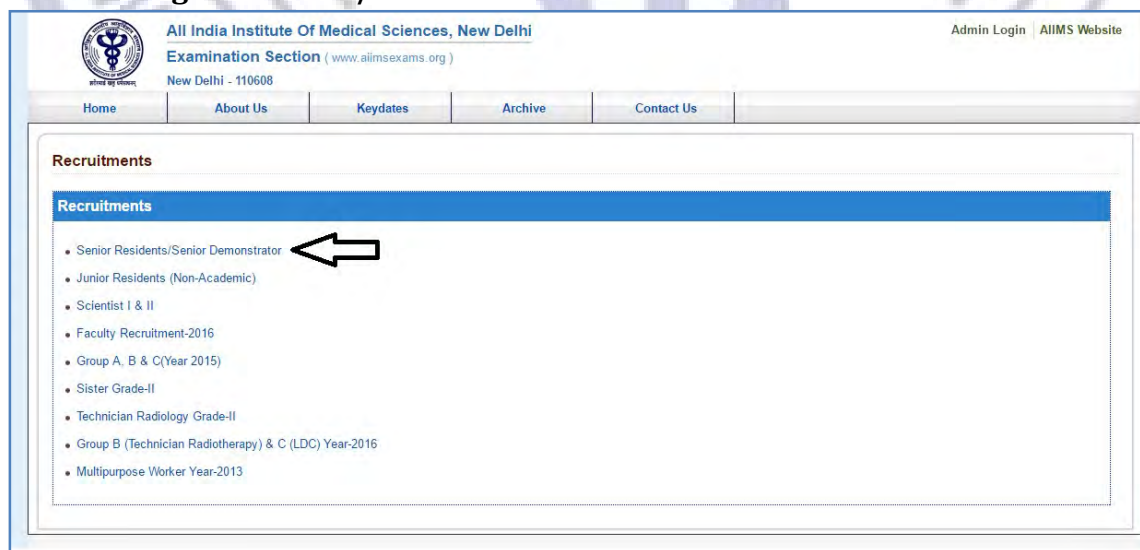 All India Institute Of Medical Sciences, New Delhi
Admin Login | AIIMS Website
Examination Section ( www.aiimsexams.org )
New Delhi - 110608
Home About Us Keydates Archive Contact Us
Recruitments
Recruitments
• Senior Residents/Senior Demonstrator
• Junior Residents (Non-Academic)
• Scientist I & II
• Faculty Recruitment-2016
• Group A, B & C(Year 2015)
• Sister Grade-II
• Technician Radiology Grade-II
• Group B (Technician Radiotherapy) & C (LDC) Year-2016
• Multipurpose Worker Year-2013